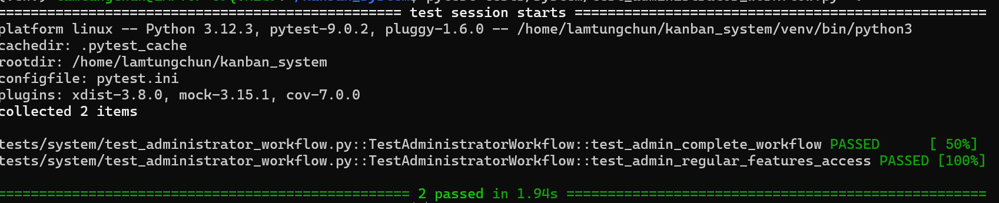 ============================================== test session starts ==================================================
platform linux -- Python 3.12.3, pytest-9.0.2, pluggy-1.6.0 -- /home/lamtungchun/kanban_system/venv/bin/python3
cachedir: .pytest_cache
rootdir: /home/lamtungchun/kanban_system
configfile: pytest.ini
plugins: xdist-3.8.0, mock-3.15.1, cov-7.0.0
collected 2 items
tests/system/test_administrator_workflow.py::TestAdministratorWorkflow::test_admin_complete_workflow PASSED [ 50%]
tests/system/test_administrator_workflow.py::TestAdministratorWorkflow::test_admin_regular_features_access PASSED [100%]
================================================== 2 passed in 1.94s ===================================================